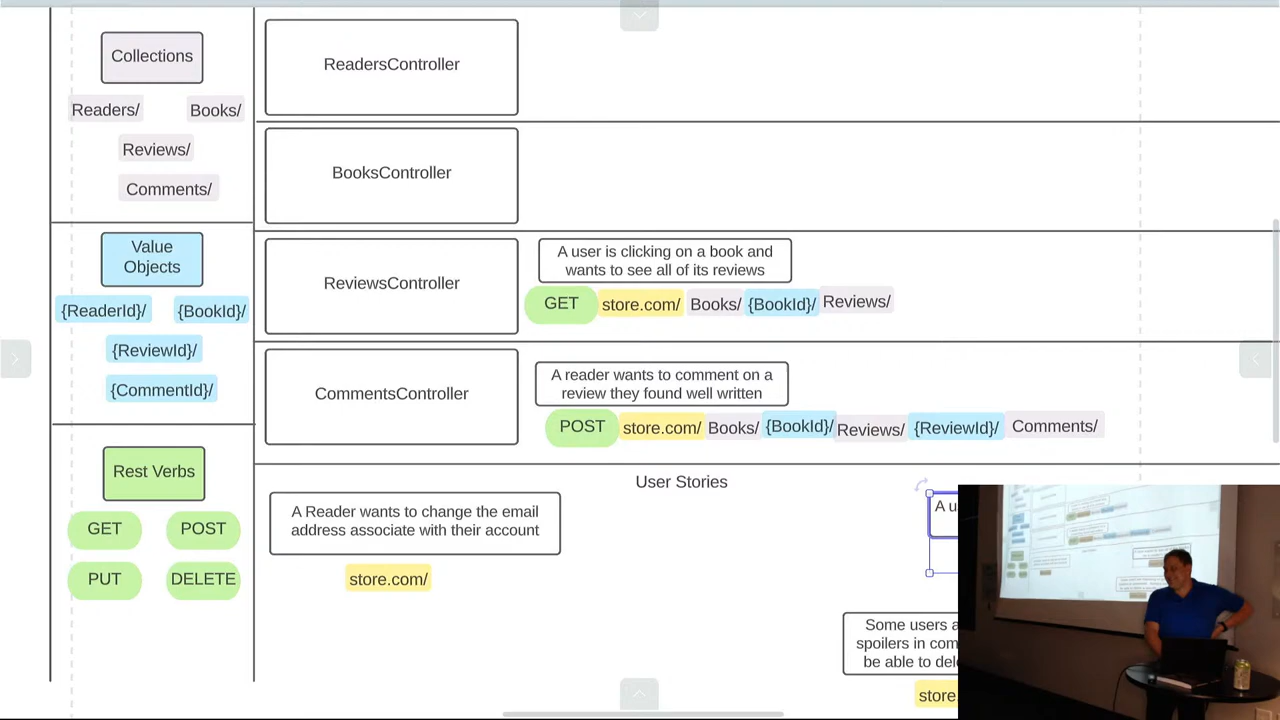 Collections
Readers/
Books/
Reviews/
Comments/
Value
Objects
{ReaderId}/
{BookId}/
{ReviewId}/
{CommentId}/
Rest Verbs
GET
POST
PUT
DELETE
ReadersController
BooksController
ReviewsController
A user is clicking on a book and
wants to see all of its reviews
GET store.com/ Books/ {BookId}/ Reviews/
CommentsController
A reader wants to comment on a
review they found well written
POST store.com/ Books/ {BookId}/ Reviews/ {ReviewId}/ Comments/
User Stories
A Reader wants to change the email
address associate with their account
store.com/
A u
Some users a
spoilers in com
be able to del
store.